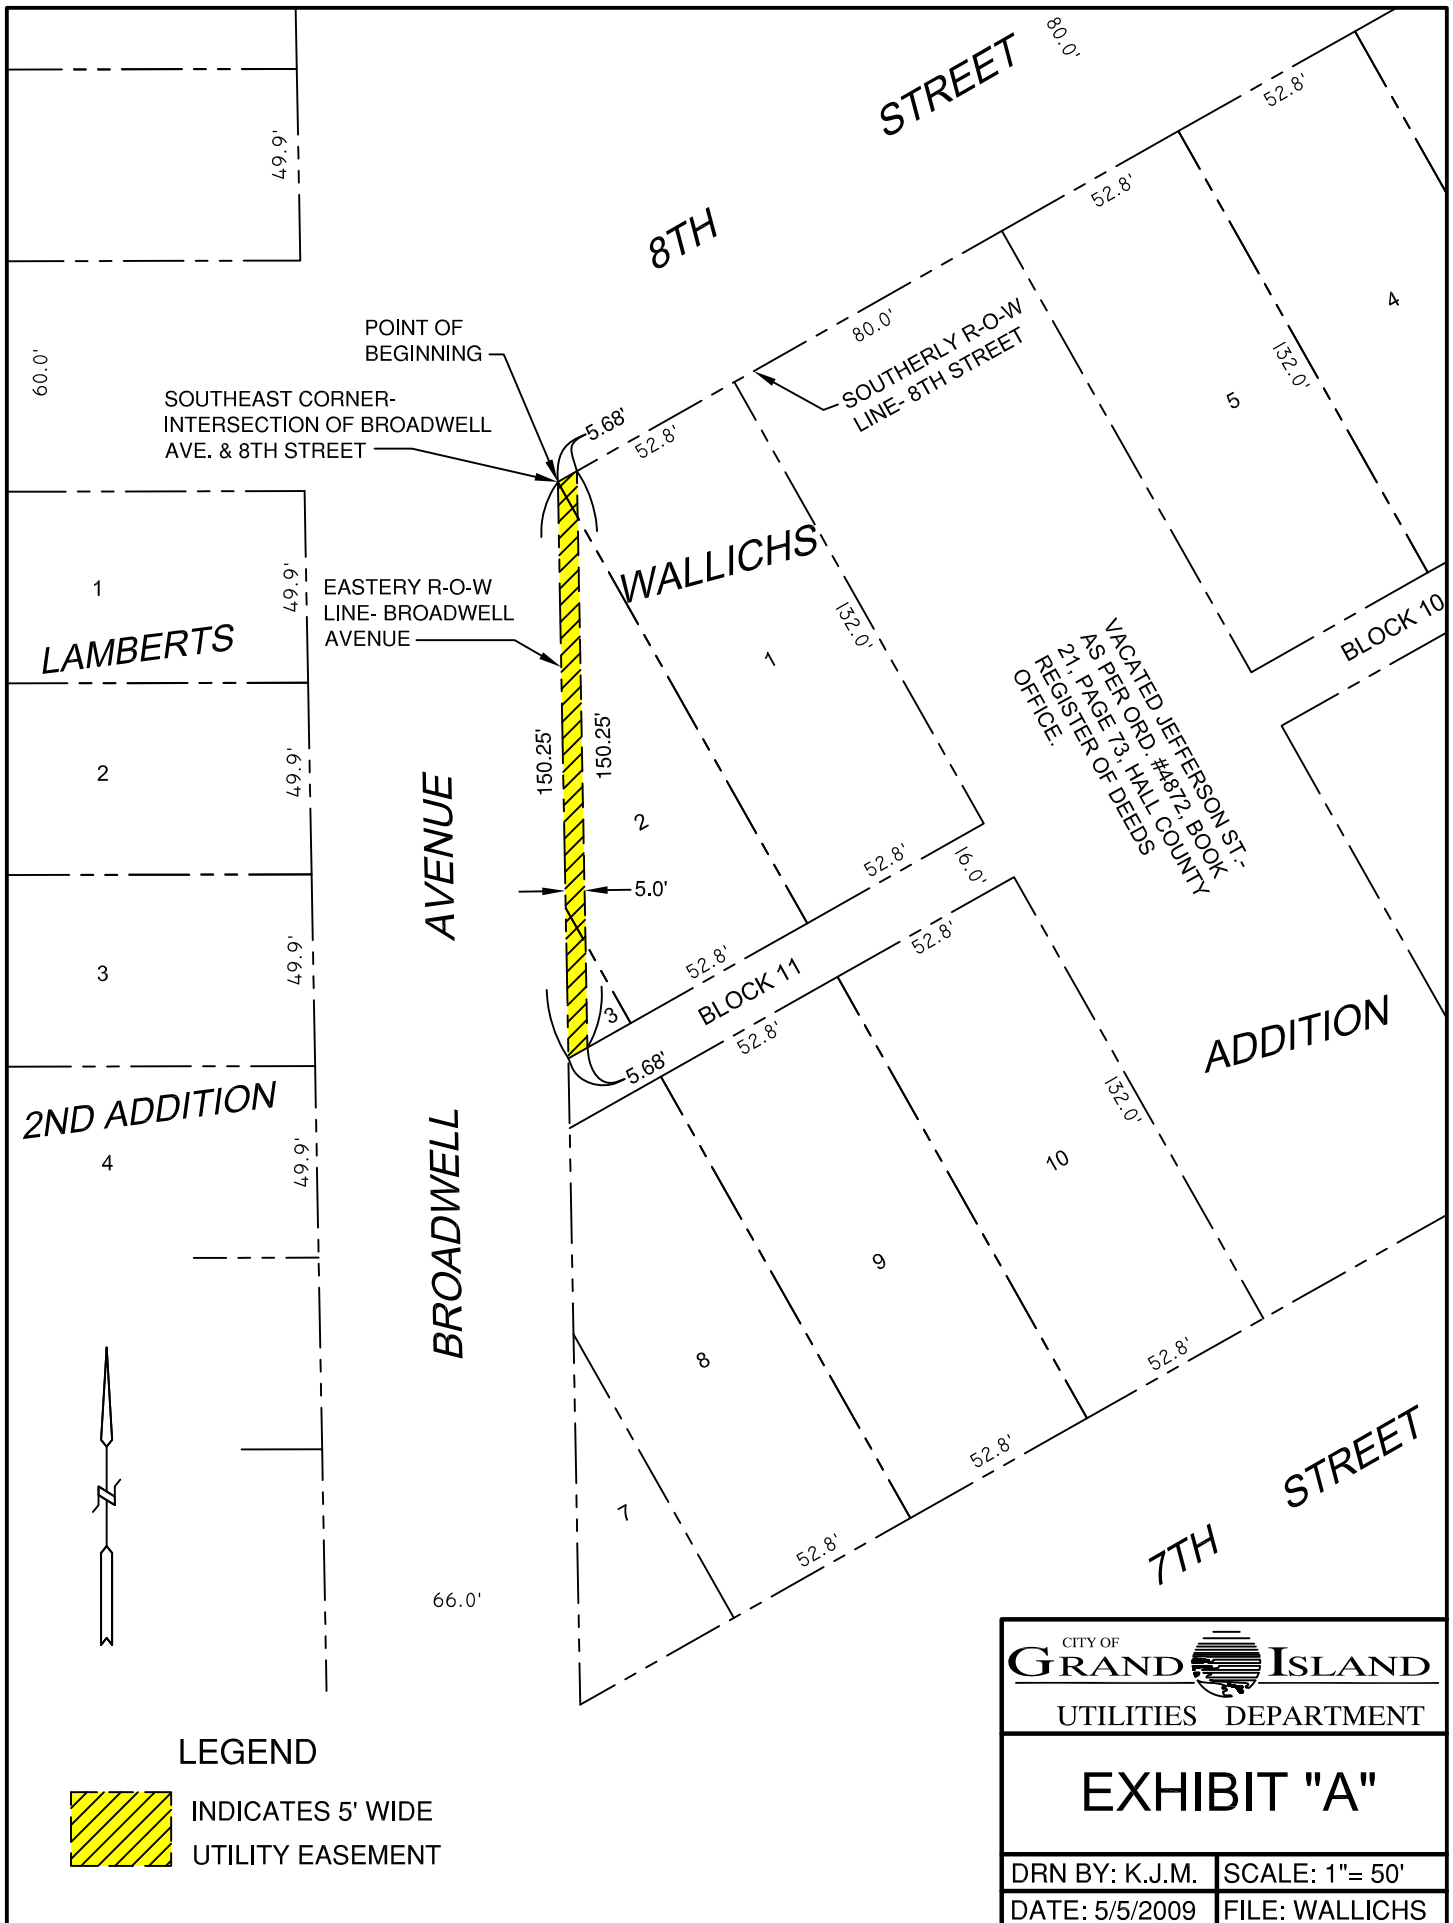 STREET
80.0'
52.8'
49.9'
52.8'
8TH
4
60.0'
POINT OF
BEGINNING
80.0'
SOUTHERLY R-O-W
LINE- 8TH STREET
132.0'
5
SOUTHEAST CORNER-
INTERSECTION OF BROADWELL
AVE. & 8TH STREET
5.68'
52.8'
WALLICHS
1
49.9'
EASTERY R-O-W
LINE- BROADWELL
AVENUE
LAMBERTS
132.0'
1
BLOCK 10
VACATED JEFFERSON ST.-
AS PER ORD. #4872, BOOK
21, PAGE 73, HALL COUNTY
REGISTER OF DEEDS
OFFICE.
2
49.9'
150.25'
150.25'
2
AVENUE
5.0'
52.8'
16.0'
3
49.9'
52.8'
BLOCK 11
52.8'
3
52.8'
5.68'
ADDITION
2ND ADDITION
4
49.9'
132.0'
10
BROADWELL
9
8
52.8'
52.8'
7
52.8'
STREET
7TH
66.0'
CITY OF
GRAND ISLAND
UTILITIES DEPARTMENT
LEGEND
INDICATES 5' WIDE
UTILITY EASEMENT
EXHIBIT "A"
DRN BY: K.J.M.
SCALE: 1"= 50'
DATE: 5/5/2009
FILE: WALLICHS